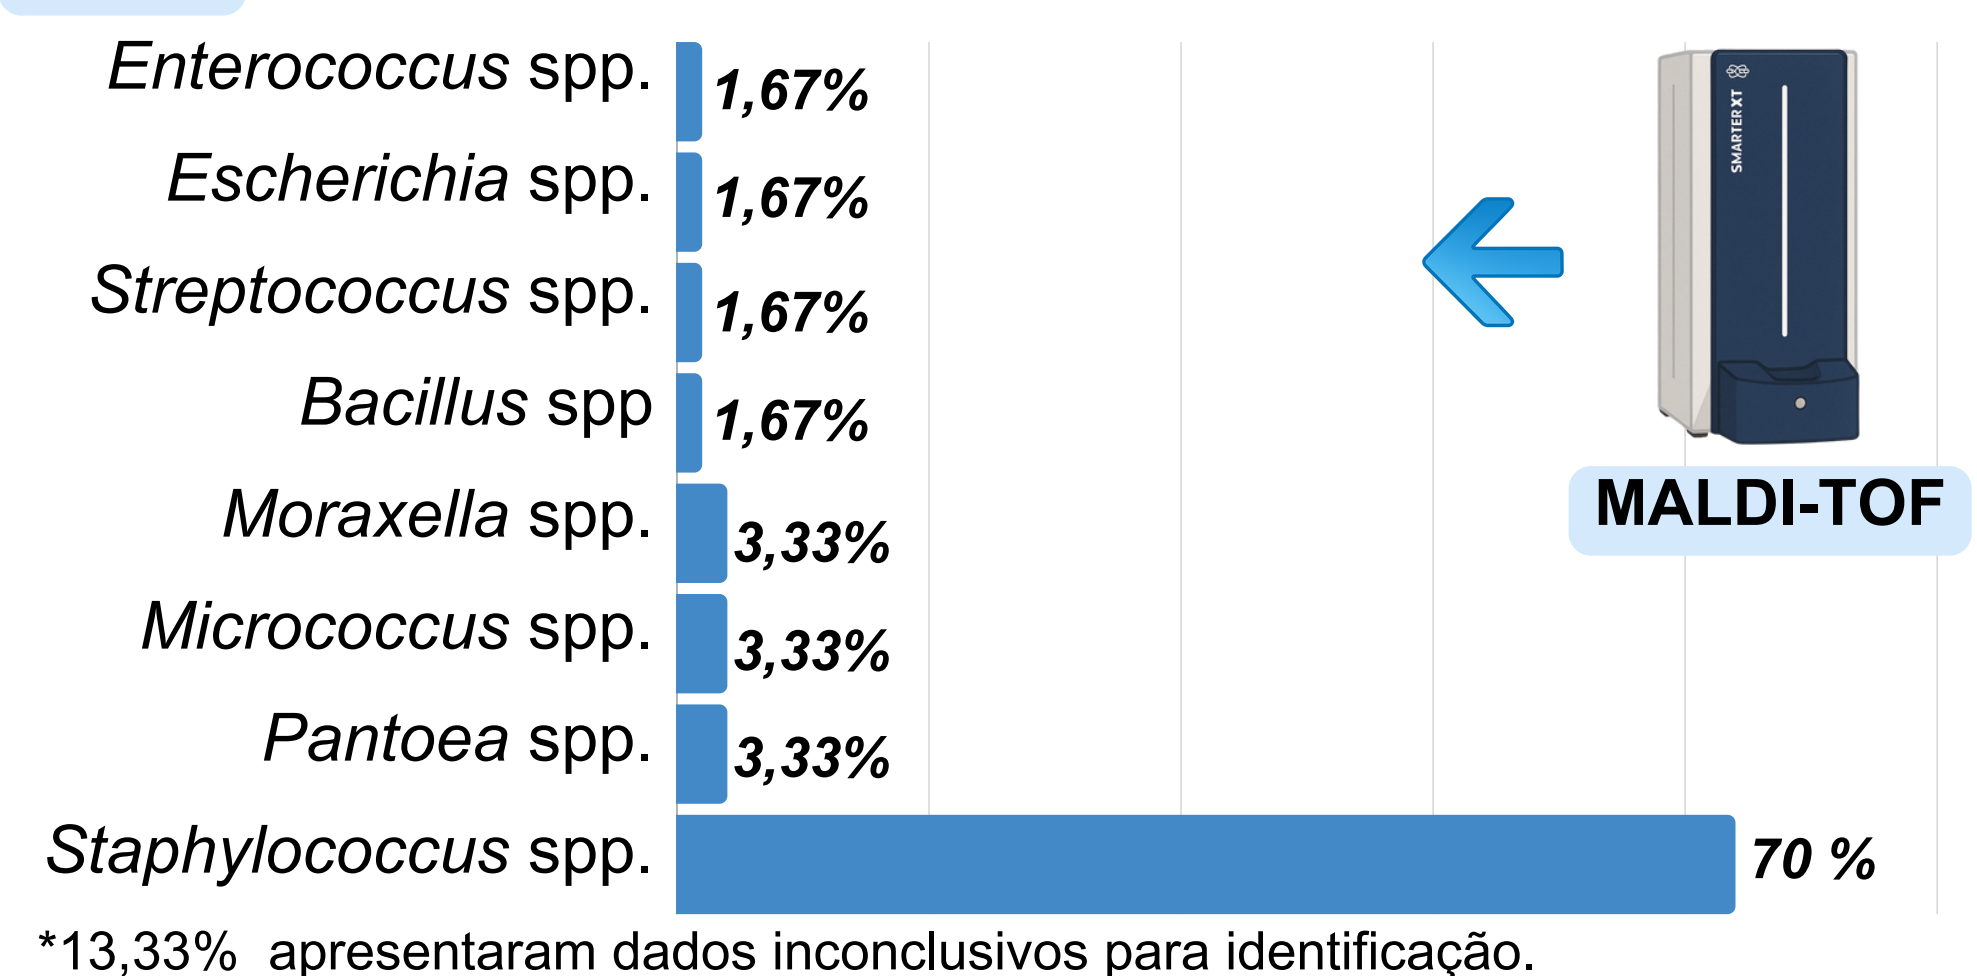 Enterococcus spp. 1,67%
Escherichia spp. 1,67%
Streptococcus spp. 1,67%
Bacillus spp 1,67%
Moraxella spp. 3,33%
Micrococcus spp. 3,33%
Pantoea spp. 3,33%
Staphylococcus spp. 70 %
*13,33% apresentaram dados inconclusivos para identificação.
SMARTER XT
MALDI-TOF